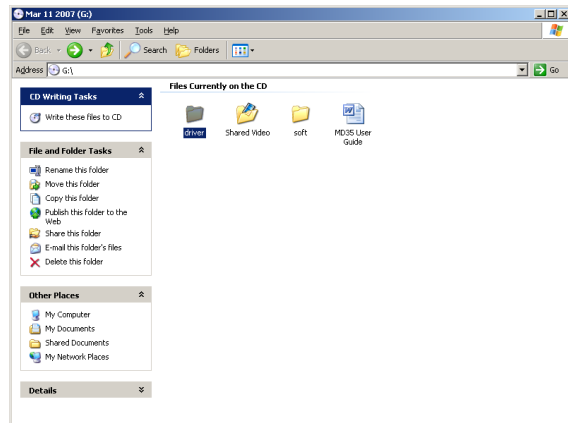 Mar 11 2007 (G:)
File Edit View Favorites Tools Help
Back Search Folders
Address G:\ Go
Files Currently on the CD
CD Writing Tasks
Write these files to CD
driver Shared Video soft MD35 User
Guide
File and Folder Tasks
Rename this folder
Move this folder
Copy this folder
Publish this folder to the
Web
Share this folder
E-mail this folder's files
Delete this folder
Other Places
My Computer
My Documents
Shared Documents
My Network Places
Details